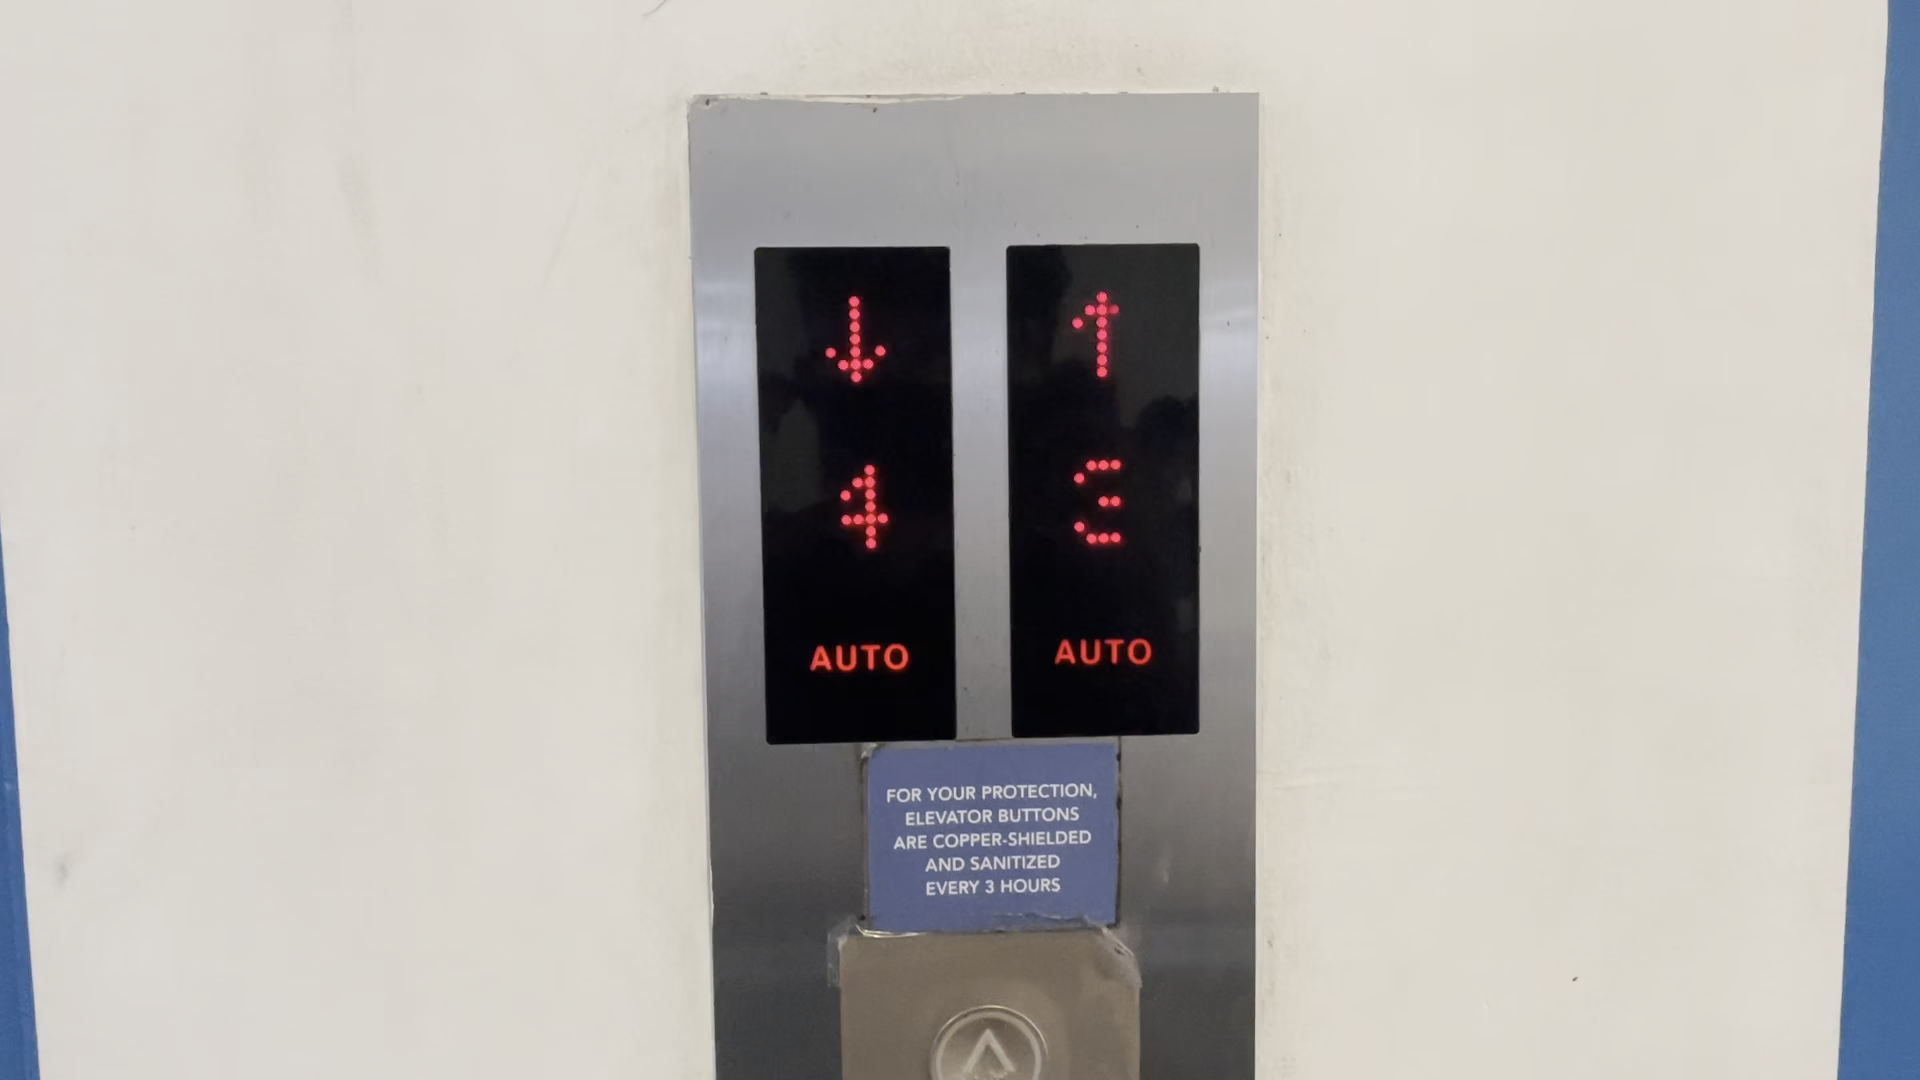 ↓
4
AUTO
↑
3
AUTO
FOR YOUR PROTECTION,
ELEVATOR BUTTONS
ARE COPPER-SHIELDED
AND SANITIZED
EVERY 3 HOURS